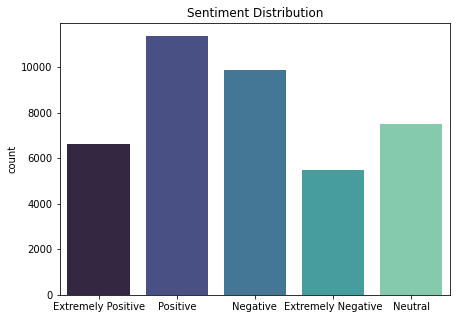 Sentiment Distribution
10000
8000
6000
4000
2000
0
count
Extremely Positive Positive Negative Extremely Negative Neutral